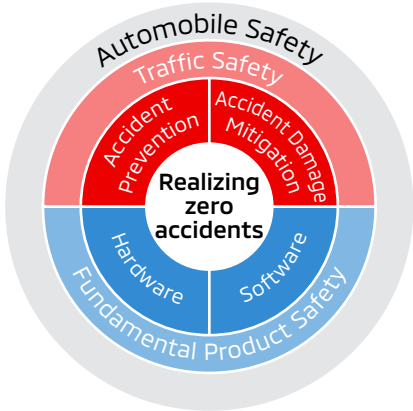 Automobile Safety
Traffic Safety
Accident
Prevention
Accident Damage
Mitigation
Realizing
zero
accidents
Hardware
Software
Fundamental Product Safety